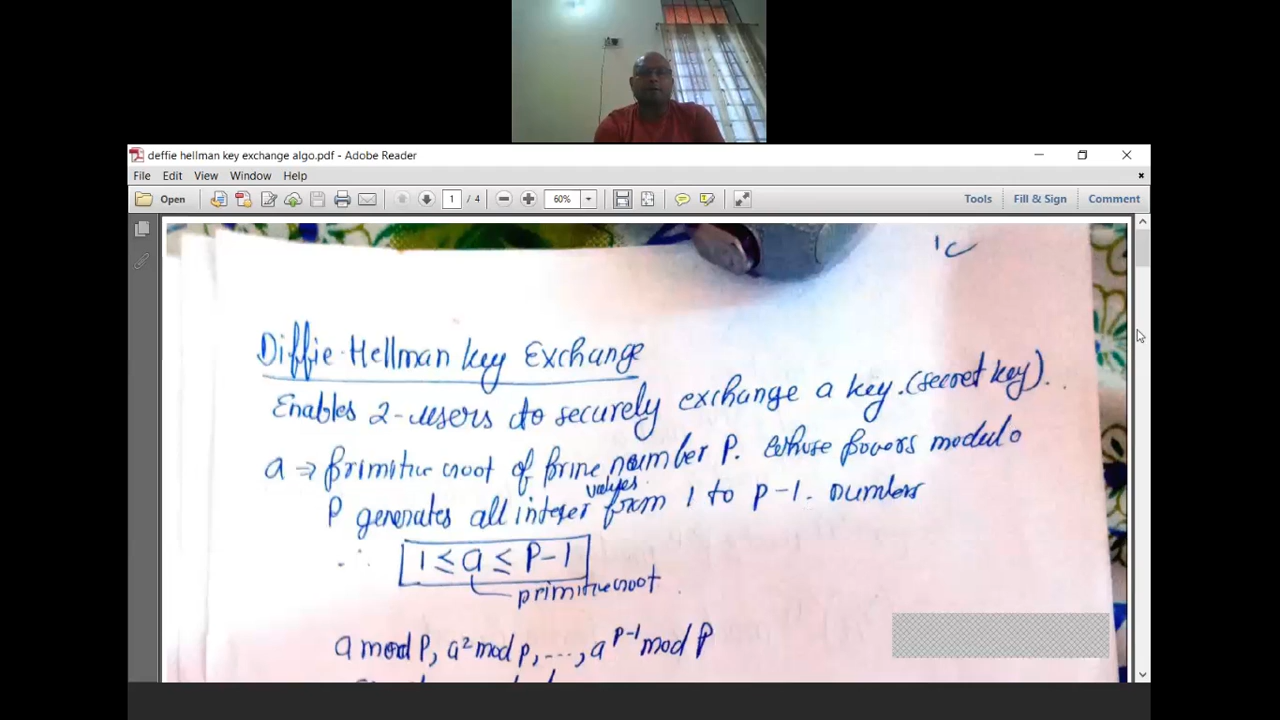 deffie hellman key exchange algo.pdf - Adobe Reader
File Edit View Window Help
Open 1 / 4 60% Tools Fill & Sign Comment
Diffie-Hellman key Exchange
Enables 2-users to securely exchange a key. (secret key).
a ⇒ primitive root of prime number P. whose powers modulo
values
P generates all integer from 1 to p-1. numbers
∴ 1 ≤ a ≤ P-1
primitive root
a mod P, a² mod p, ..., a^{P-1} mod P